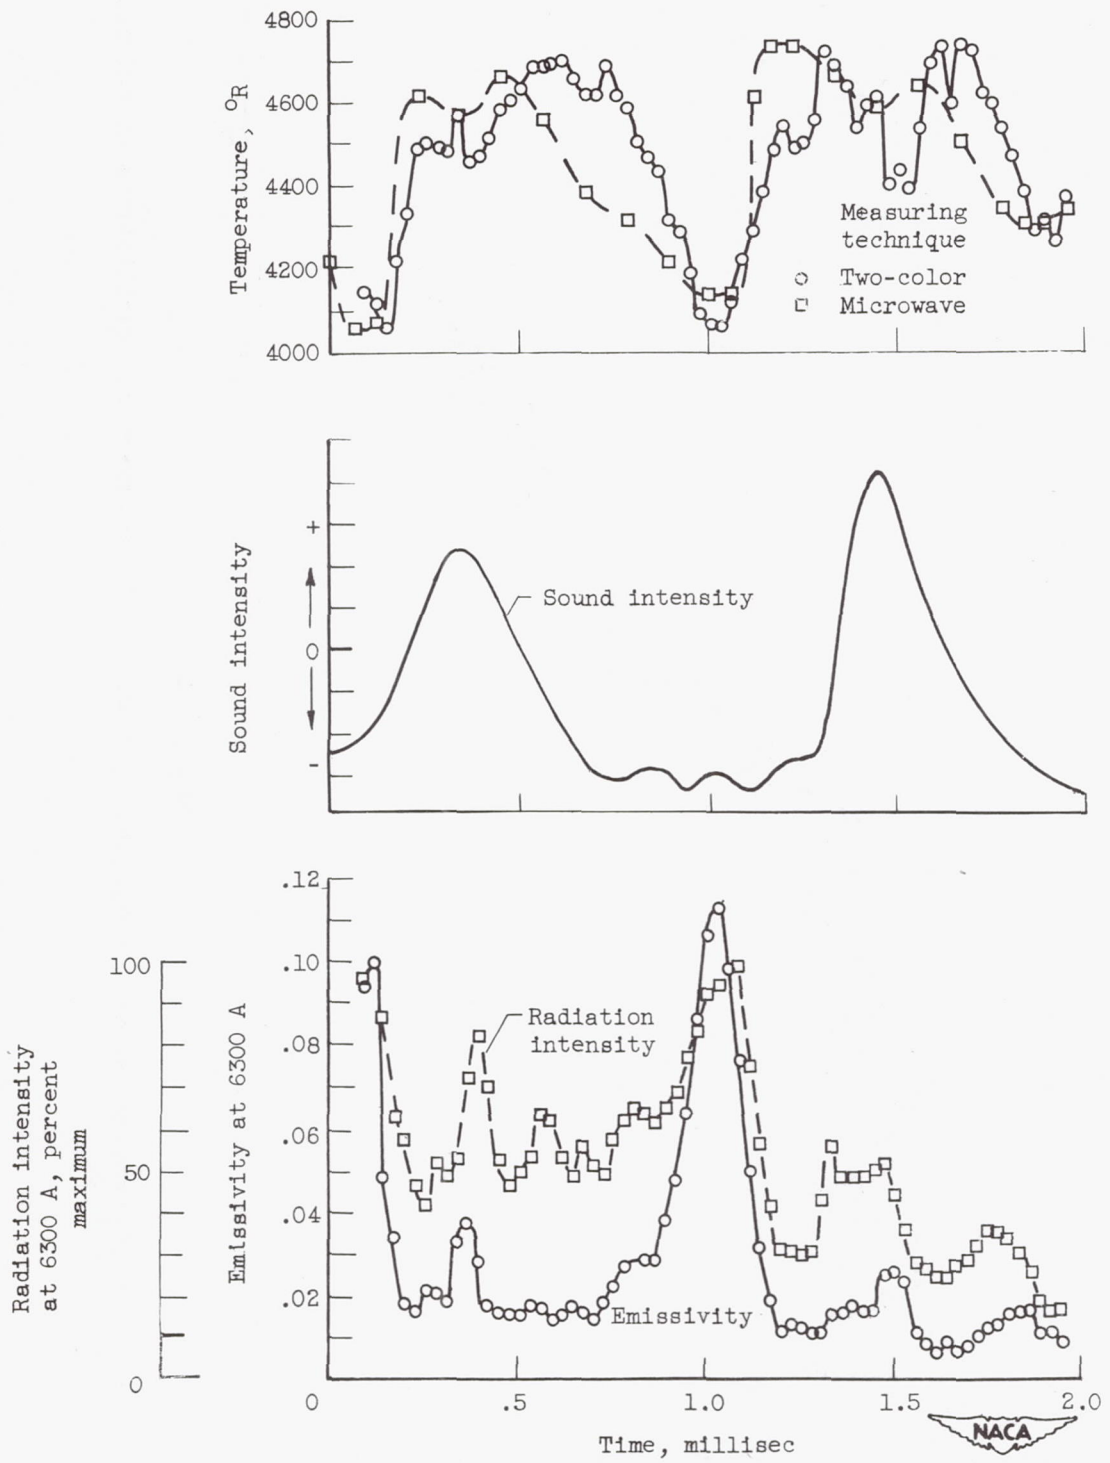 4800
4600
4400
4200
4000
Temperature, °R
Measuring
technique
Two-color
Microwave
+
0
-
Sound intensity
Sound intensity
.12
.10
.08
.06
.04
.02
0
100
50
0
Radiation intensity
at 6300 A, percent
maximum
Emissivity at 6300 A
Radiation
intensity
Emissivity
.5
1.0
1.5
2.0
Time, millisec
NACA